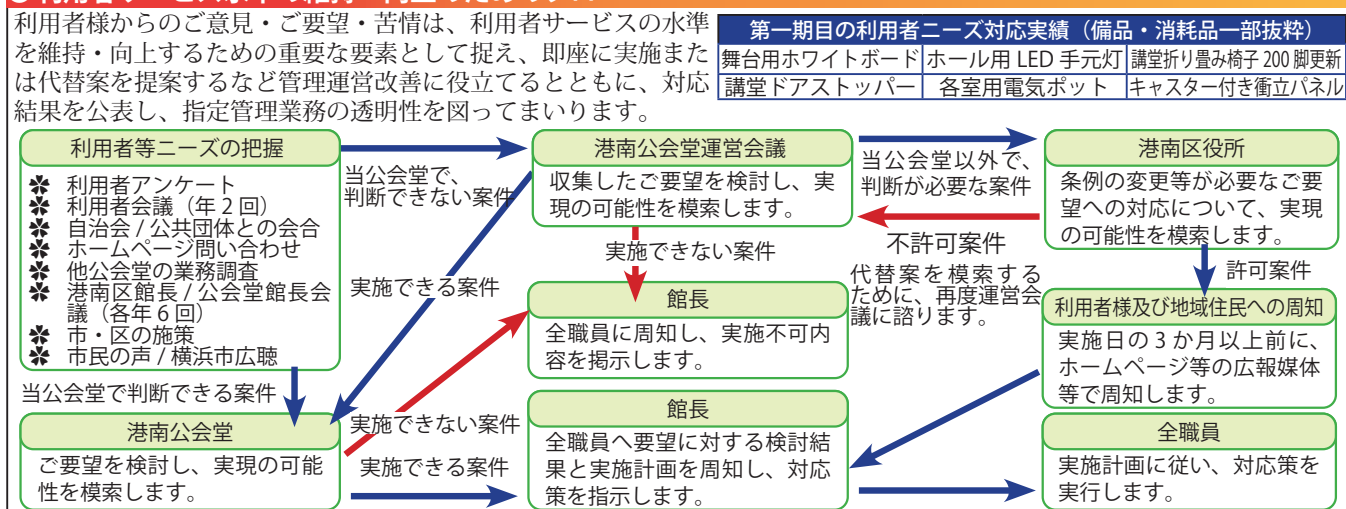 利用者様からのご意見・ご要望・苦情は、利用者サービスの水準
を維持・向上するための重要な要素として捉え、即座に実施また
は代替案を提案するなど管理運営改善に役立てるとともに、対応
結果を公表し、指定管理業務の透明性を図ってまいります。
第一期目の利用者ニーズ対応実績（備品・消耗品一部抜粋）
舞台用ホワイトボード ホール用 LED 手元灯 講堂折り畳み椅子 200 脚更新
講堂ドアストッパー 各室用電気ポット キャスター付き衝立パネル
利用者等ニーズの把握
利用者アンケート
利用者会議（年 2 回）
自治会 / 公共団体との会合
ホームページ問い合わせ
他公会堂の業務調査
港南区館長 / 公会堂館長会
議（各年 6 回）
市・区の施策
市民の声 / 横浜市広聴
当公会堂で、
判断できない案件
港南公会堂運営会議
収集したご要望を検討し、実
現の可能性を模索します。
当公会堂以外で、
判断が必要な案件
港南区役所
条例の変更等が必要なご要
望への対応について、実現
の可能性を模索します。
不許可案件
代替案を模索する
ために、再度運営会
議に諮ります。
許可案件
実施できない案件
実施できる案件
館長
全職員に周知し、実施不可内
容を掲示します。
利用者様及び地域住民への周知
実施日の 3 か月以上前に、
ホームページ等の広報媒体
等で周知します。
当公会堂で判断できる案件
港南公会堂
ご要望を検討し、実現の可能
性を模索します。
実施できない案件
実施できる案件
館長
全職員へ要望に対する検討結
果と実施計画を周知し、対応
策を指示します。
全職員
実施計画に従い、対応策を
実行します。